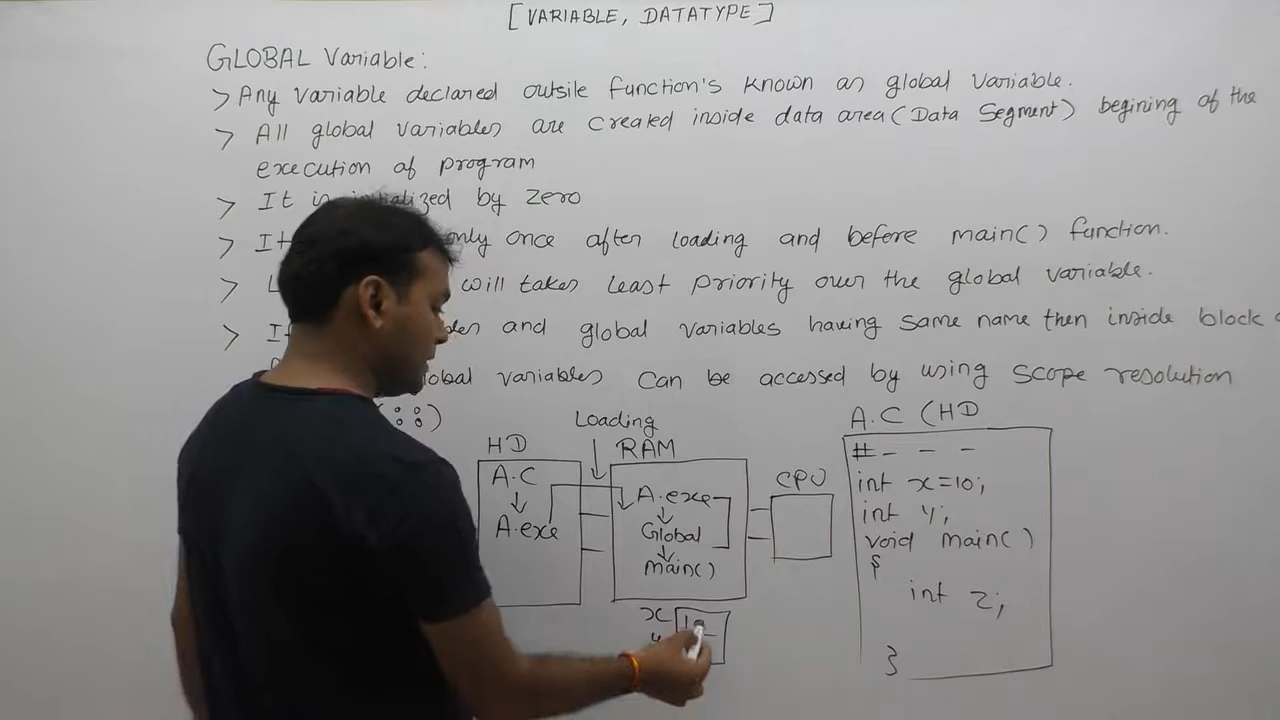 [VARIABLE, DATATYPE]
GLOBAL Variable:
> Any variable declared outsile function's known as global variable.
> All global variables are created inside data area (Data Segment) begining of the
execution of program
> It is by zero
> It only once after loading and before main() function.
> will takes least priority over the global variable.
> and global variables having same name then inside block
global variables can be accessed by using scope resolution
(::)
Loading
HD
RAM
CPU
A.C
A.exe
A.exe
Global
main()
x 10
y
A.C (HD
# - - -
int x=10;
int y;
void main()
{
int z;
}